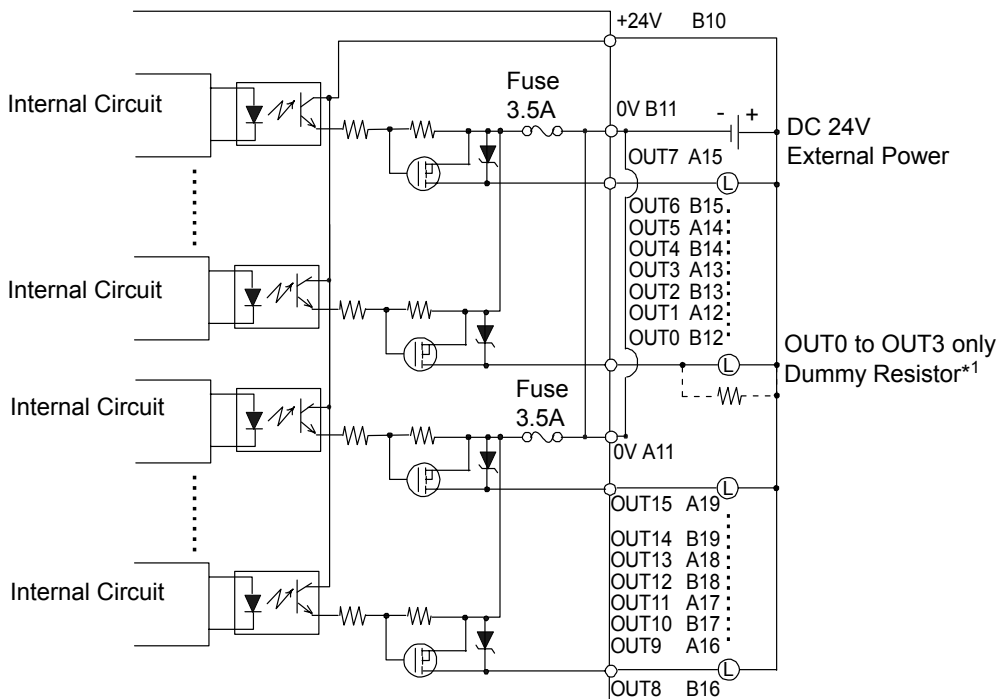 +24V B10
Internal Circuit
Fuse
3.5A
0V B11
- +
DC 24V
External Power
OUT7 A15
L
OUT6 B15
OUT5 A14
OUT4 B14
OUT3 A13
OUT2 B13
OUT1 A12
OUT0 B12
Internal Circuit
L
OUT0 to OUT3 only
Dummy Resistor*1
Internal Circuit
Fuse
3.5A
0V A11
L
OUT15 A19
OUT14 B19
OUT13 A18
OUT12 B18
OUT11 A17
OUT10 B17
OUT9 A16
Internal Circuit
L
OUT8 B16